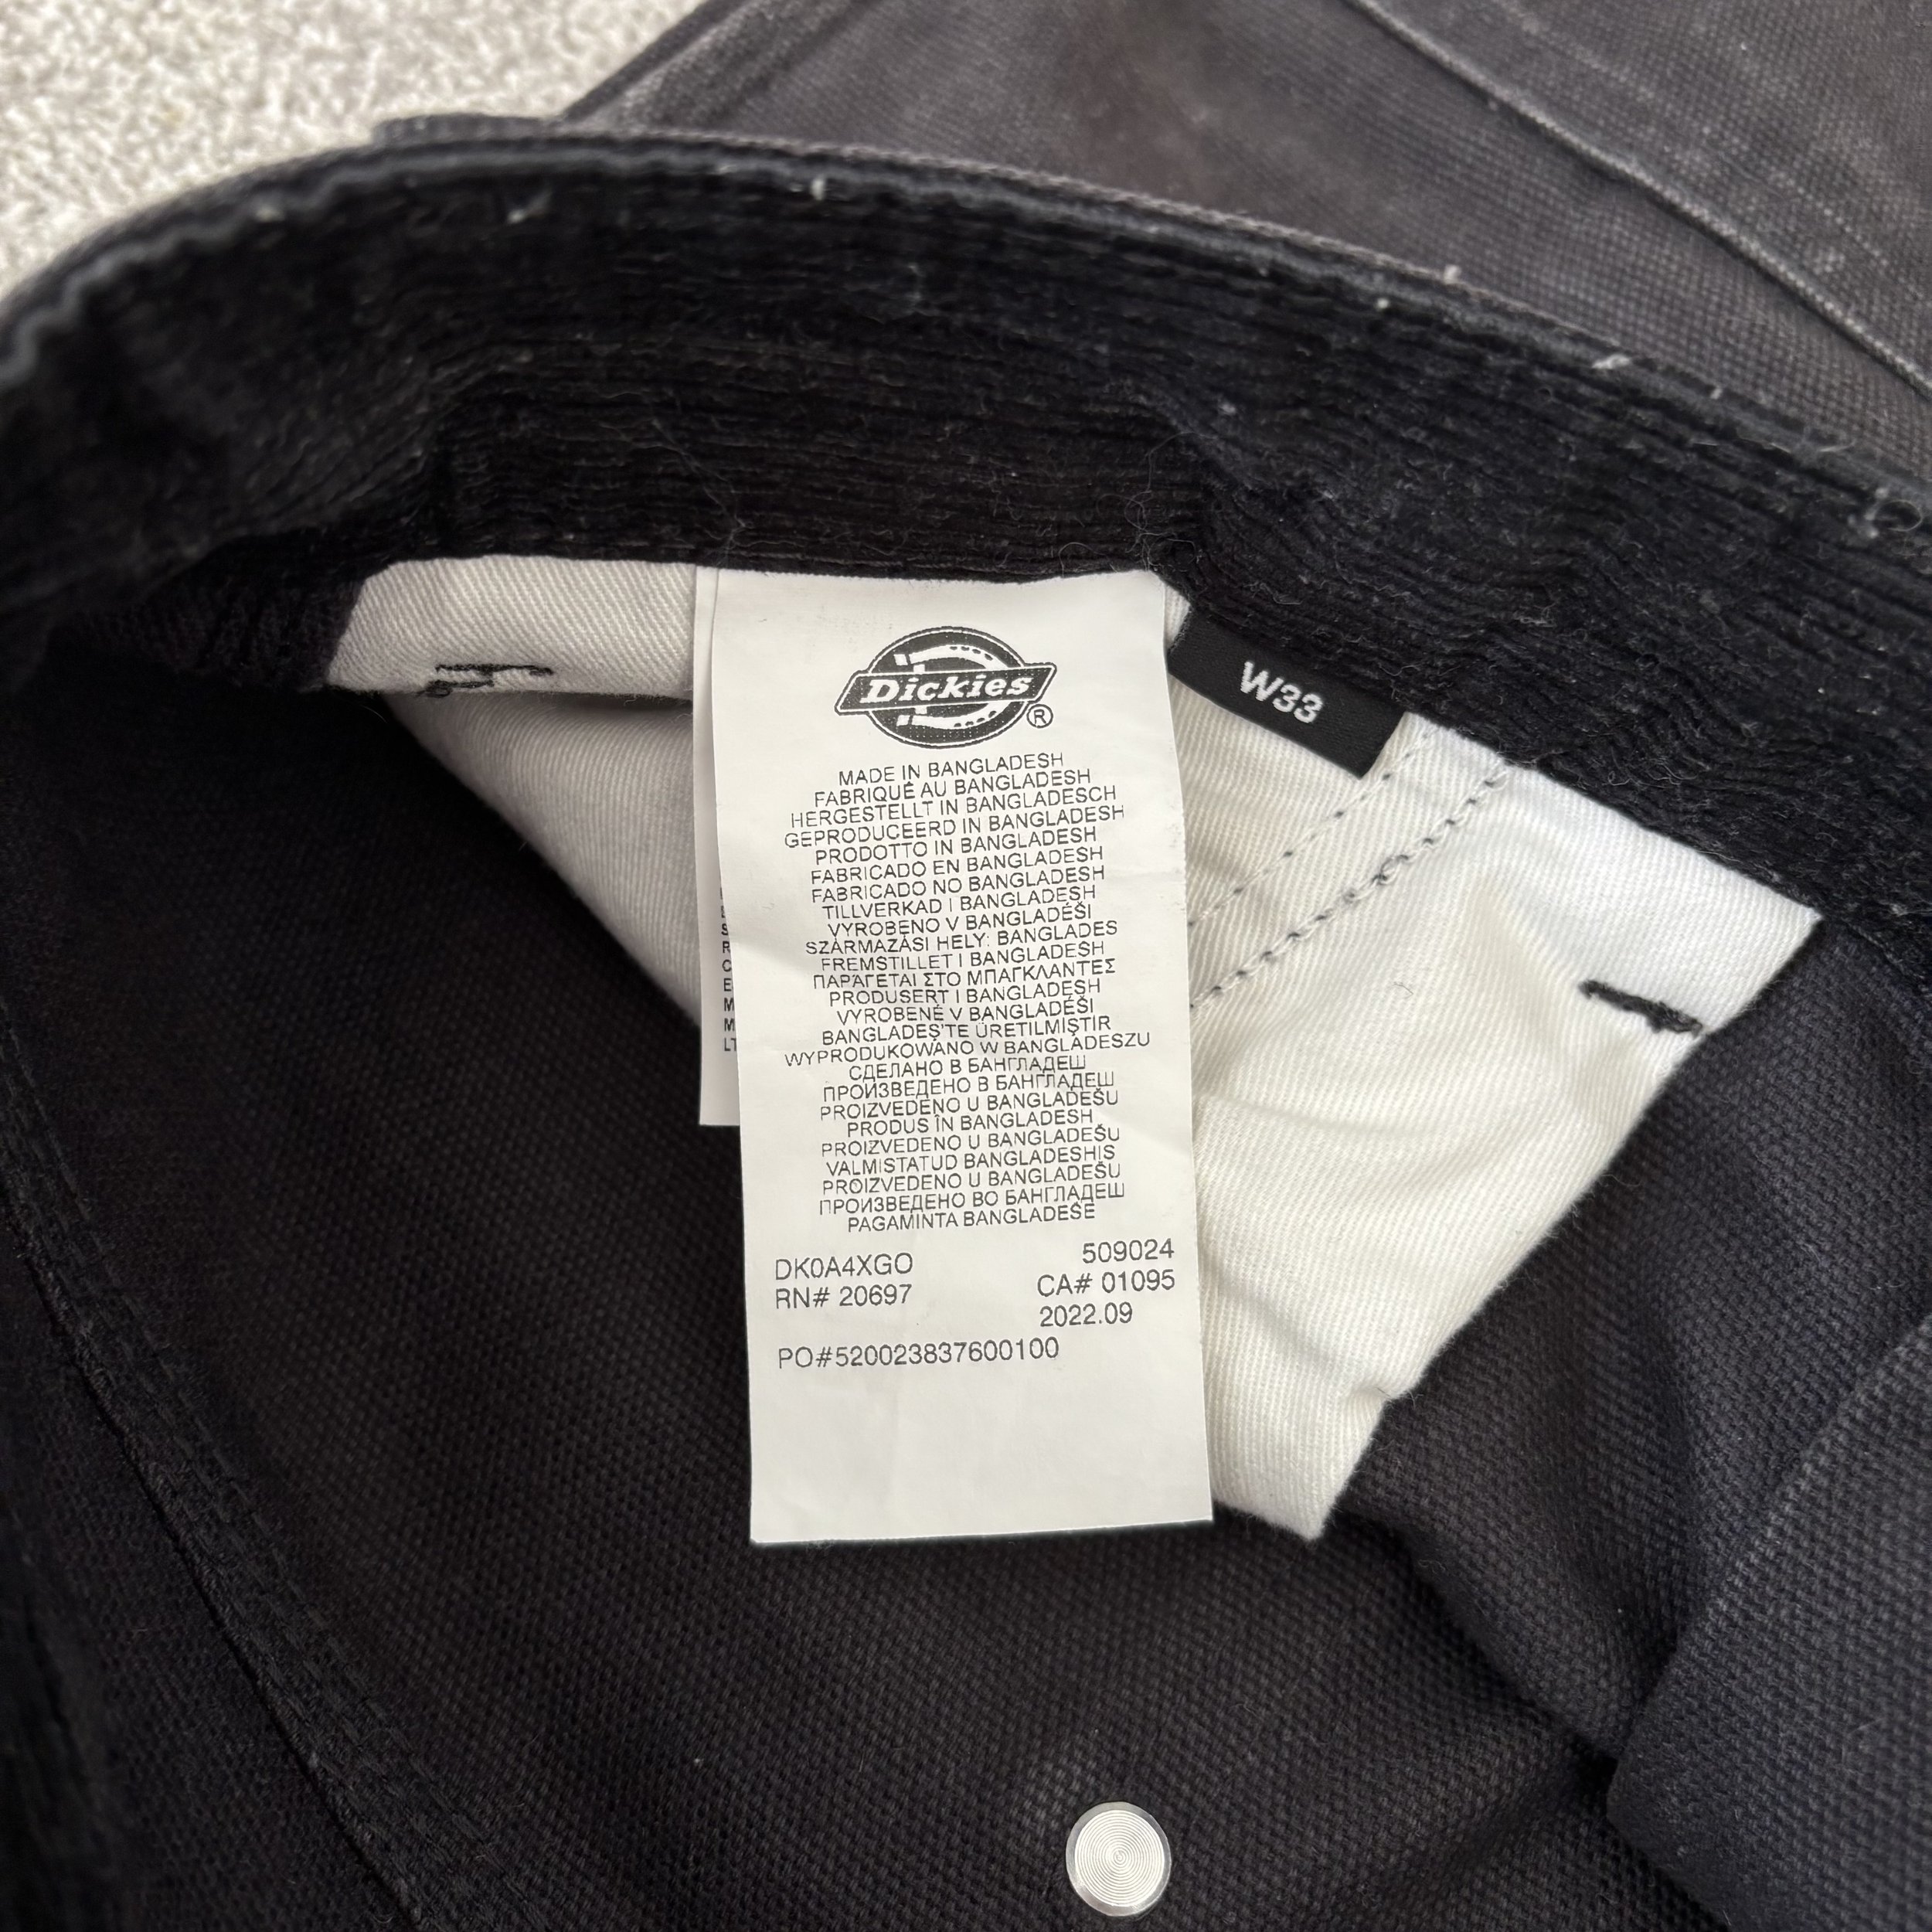 Dickies
®
W33
MADE IN BANGLADESH
FABRIQUÉ AU BANGLADESH
HERGESTELLT IN BANGLADESCH
GEPRODUCEERD IN BANGLADESH
PRODOTTO IN BANGLADESH
FABRICADO EN BANGLADESH
FABRICADO NO BANGLADESH
TILLVERKAD I BANGLADESH
VYROBENO V BANGLADÉŠI
SZÁRMAZÁSI HELY: BANGLADES
FREMSTILLET I BANGLADESH
ΠΑΡΑΓΕΤΑΙ ΣΤΟ ΜΠΑΓΚΛΑΝΤΕΣ
PRODUSERT I BANGLADESH
VYROBENÉ V BANGLADÉŠI
BANGLADEŞ'TE ÜRETILMIŞTIR
WYPRODUKOWANO W BANGLADESZU
СДЕЛАНО В БАНГЛАДЕШ
ПРОИЗВЕДЕНО В БАНГЛАДЕШ
PROIZVEDENO U BANGLADEŠU
PRODUS ÎN BANGLADESH
PROIZVEDENO U BANGLADEŠU
VALMISTATUD BANGLADESHIS
PROIZVEDENO U BANGLADEŠU
ПРОИЗВЕДЕНО ВО БАНГЛАДЕШ
PAGAMINTA BANGLADEŠE
DK0A4XGO 509024
RN# 20697 CA# 01095
2022.09
PO#520023837600100